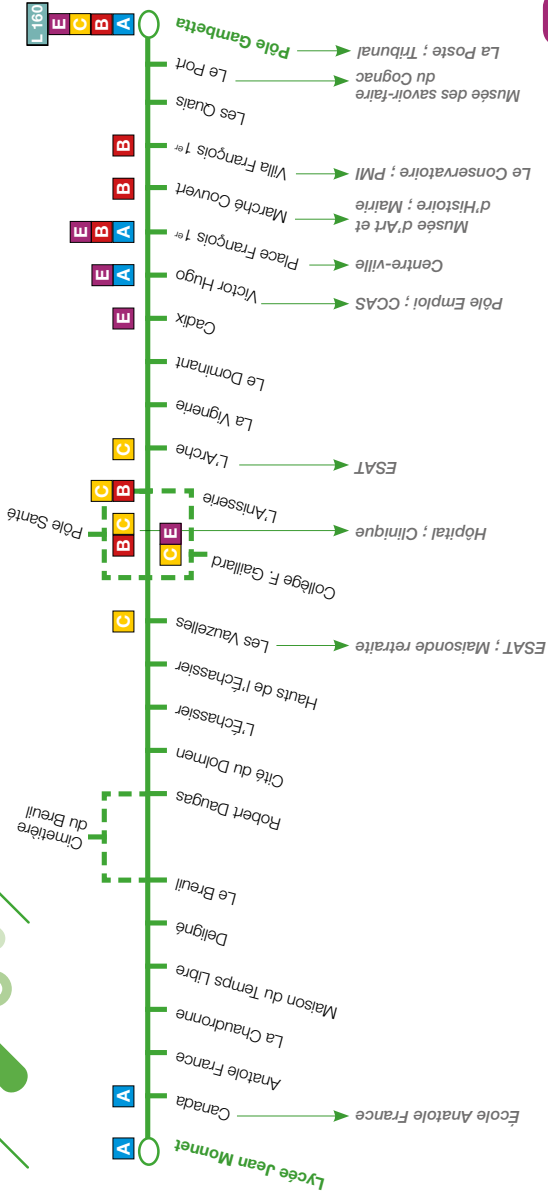 Lycée Jean Monnet
A
École Anatole France
Canada
A
Anatole France
La Chaudronne
Maison du Temps Libre
Deligné
Le Breuil
Cimetière
du Breuil
Robert Daugas
Cité du Dolmen
L'Échassier
Hauts de l'Échassier
ESAT ; Maisonde retraite
Les Vauzelles
C
Collège F. Gaillard
C
E
Hôpital ; Clinique
B
C
Pôle Santé
L'Anisserie
B C
ESAT
L'Arche
C
La Vignerie
Le Dominant
Cadix
E
Pôle Emploi ; CCAS
Victor Hugo
A E
Centre-ville
Place François 1er
A B E
Musée d'Art et
d'Histoire ; Mairie
Marché Couvert
B
Le Conservatoire ; PMI
Villa François 1er
B
Les Quais
Musée des savoir-faire
du Cognac
Le Port
La Poste ; Tribunal
Pôle Gambetta
A B C E L 160